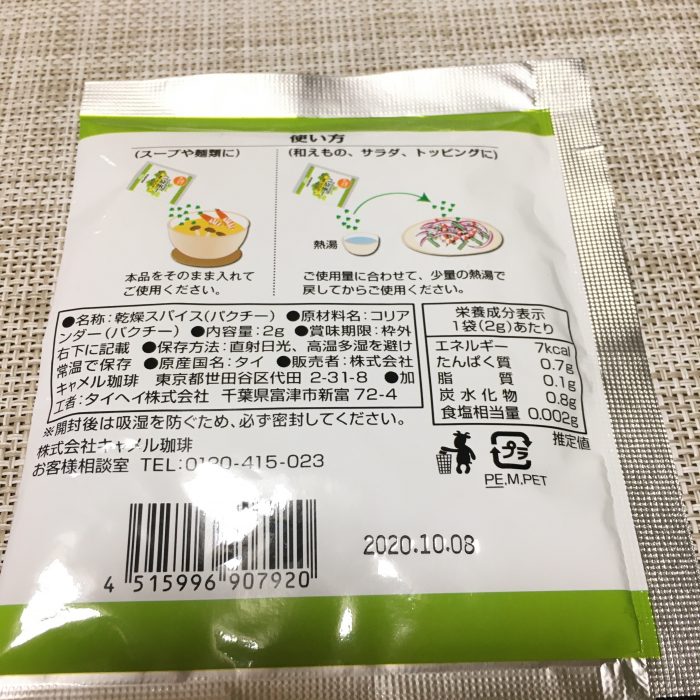 使い方
(スープや麺類に)
(和えもの、サラダ、トッピングに)
熱湯
本品をそのまま入れて
ご使用ください。
ご使用量に合わせて、少量の熱湯で
戻してからご使用ください。
●名称：乾燥スパイス(パクチー) ●原材料名：コリア
ンダー(パクチー) ●内容量：2g ●賞味期限：枠外
右下に記載 ●保存方法：直射日光、高温多湿を避け
常温で保存 ●原産国名：タイ ●販売者：株式会社
キャメル珈琲 東京都世田谷区代田 2-31-8 ●加
工者：タイヘイ株式会社 千葉県富津市新富 72-4
栄養成分表示
1袋(2g)あたり
エネルギー 7kcal
たんぱく質 0.7g
脂質 0.1g
炭水化物 0.8g
食塩相当量 0.002g
推定値
※開封後は吸湿を防ぐため、必ず密封してください。
株式会社キャメル珈琲
お客様相談室 TEL:0120-415-023
プラ
PE,M,PET
2020.10.08
4 515996 907920